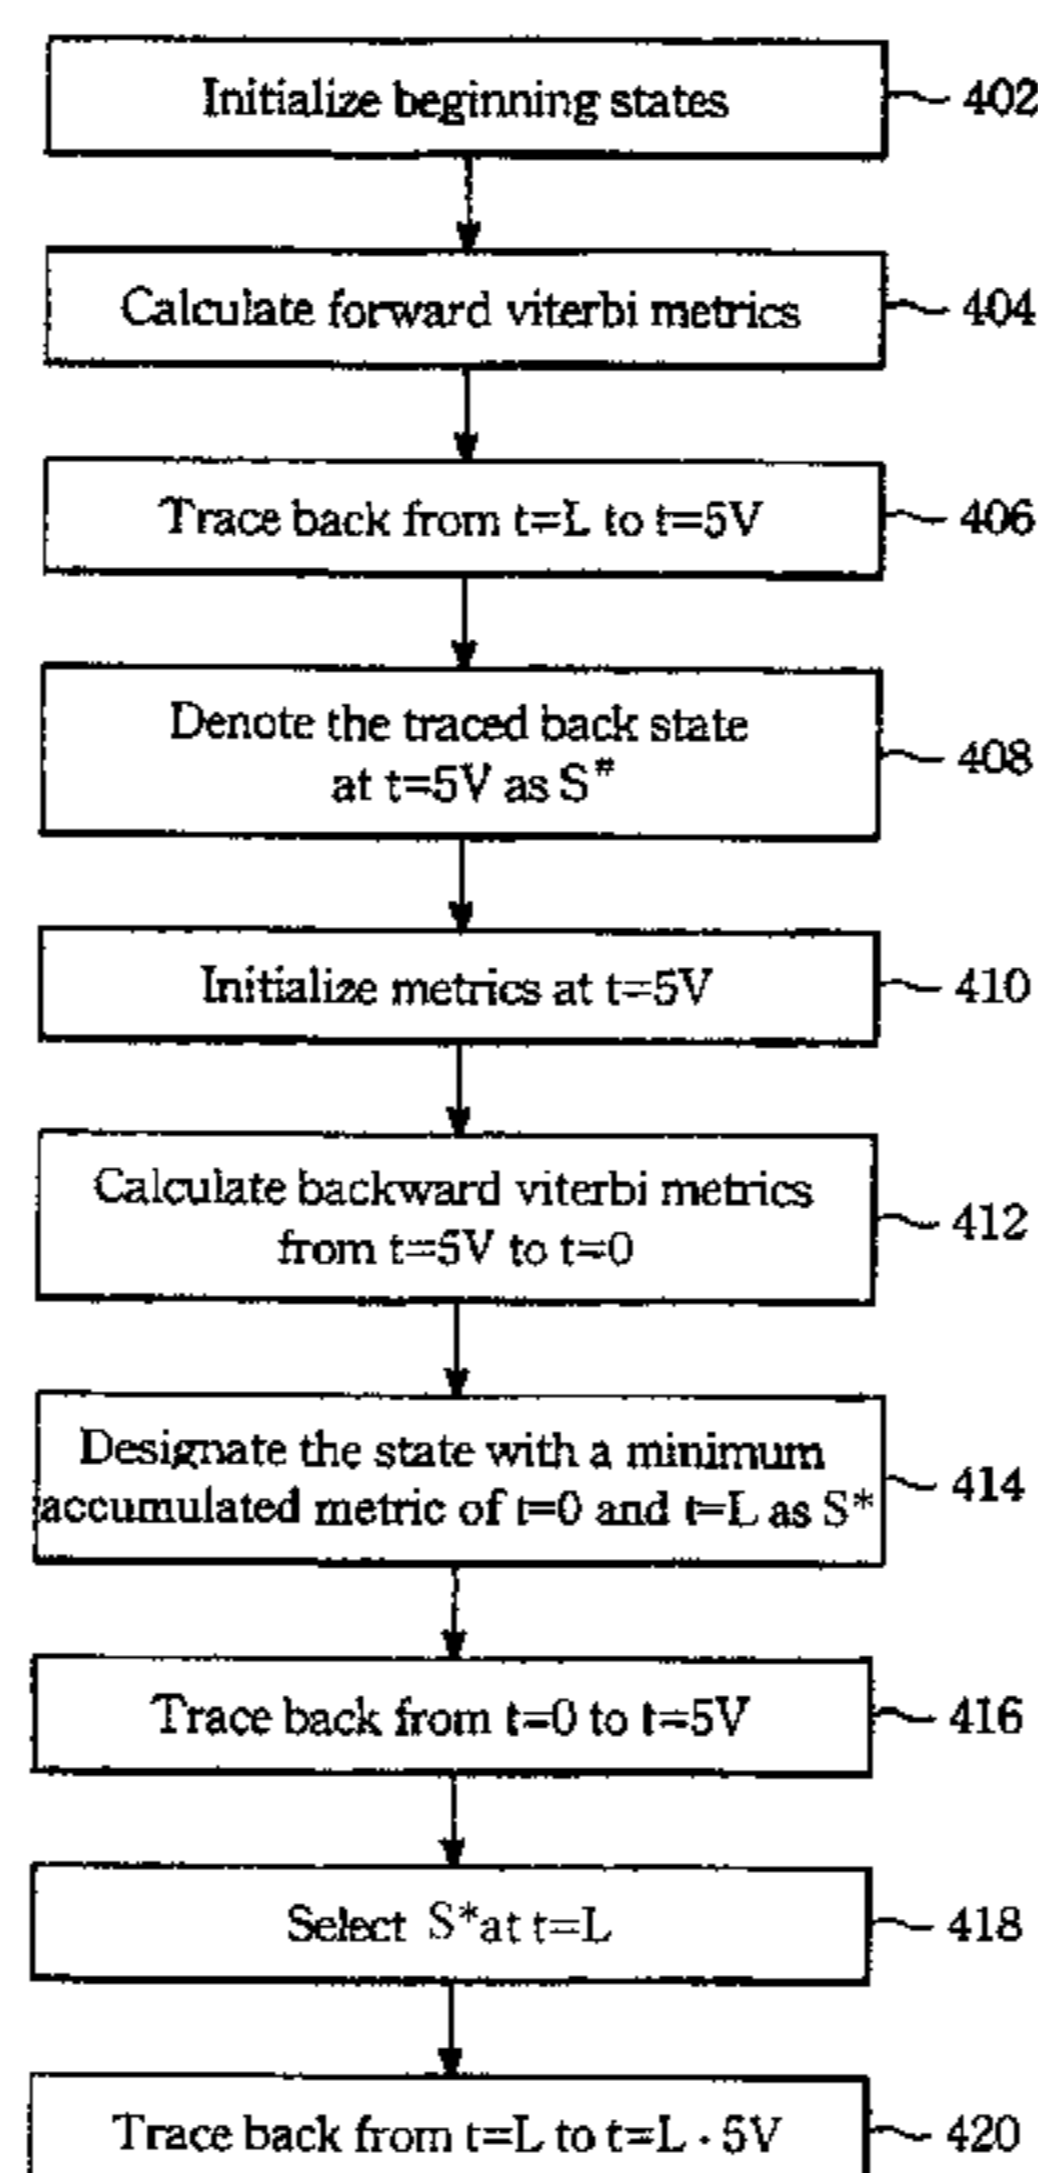 Initialize beginning states
402
Calculate forward viterbi metrics
404
Trace back from t=L to t=5V
406
Denote the traced back state
at t=5V as S#
408
Initialize metrics at t=5V
410
Calculate backward viterbi metrics
from t=5V to t=0
412
Designate the state with a minimum
accumulated metric of t=0 and t=L as S*
414
Trace back from t=0 to t=5V
416
Select S* at t=L
418
Trace back from t=L to t=L - 5V
420